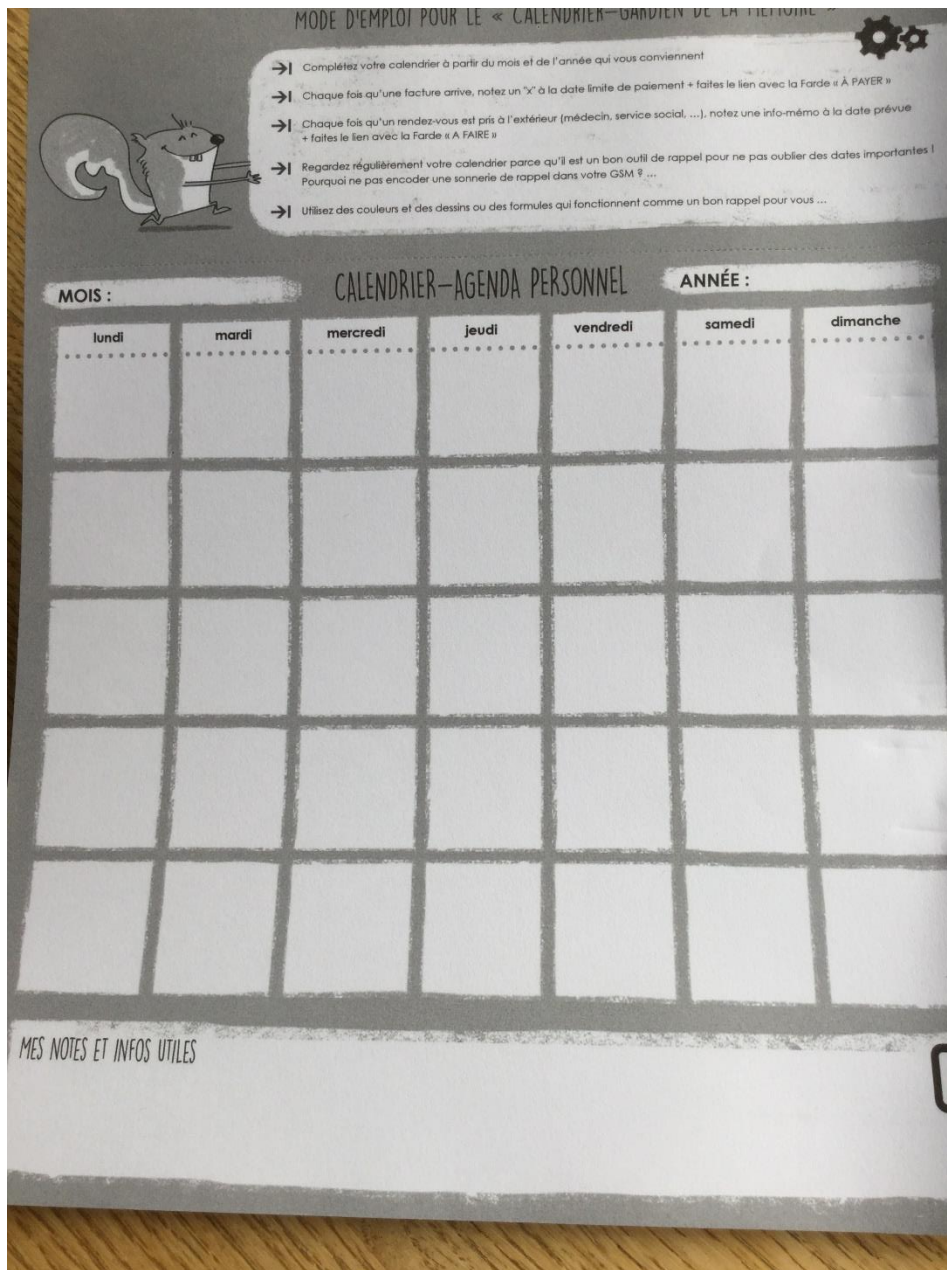 MODE D'EMPLOI POUR LE « CALENDRIER-GARDIEN DE LA MÉMOIRE »
Complétez votre calendrier à partir du mois et de l'année qui vous conviennent
Chaque fois qu'une facture arrive, notez un "x" à la date limite de paiement + faites le lien avec la Farde « À PAYER »
Chaque fois qu'un rendez-vous est pris à l'extérieur (médecin, service social, ...), notez une info-mémo à la date prévue
+ faites le lien avec la Farde « A FAIRE »
Regardez régulièrement votre calendrier parce qu'il est un bon outil de rappel pour ne pas oublier des dates importantes !
Pourquoi ne pas encoder une sonnerie de rappel dans votre GSM ? ...
Utilisez des couleurs et des dessins ou des formules qui fonctionnent comme un bon rappel pour vous ...
MOIS : CALENDRIER-AGENDA PERSONNEL ANNÉE :
lundi mardi mercredi jeudi vendredi samedi dimanche
MES NOTES ET INFOS UTILES